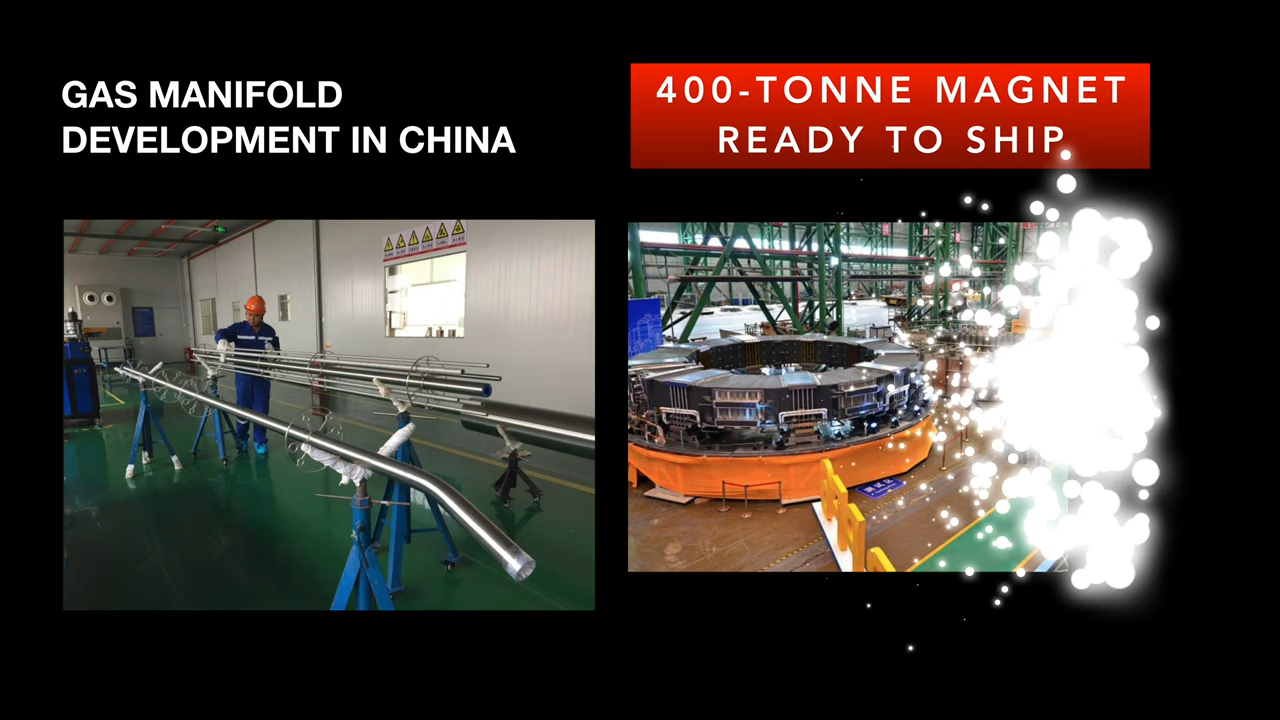 GAS MANIFOLD
DEVELOPMENT IN CHINA
400-TONNE MAGNET
READY TO SHIP